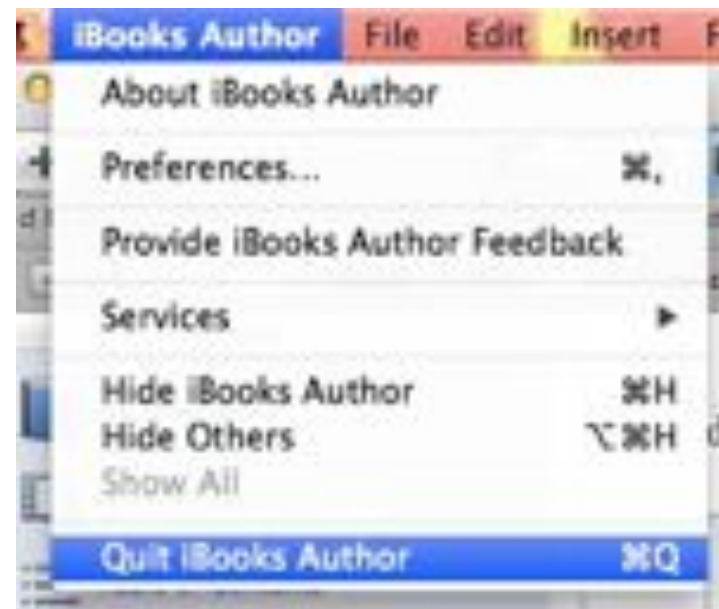 iBooks Author File Edit Insert
About iBooks Author
Preferences... ⌘,
Provide iBooks Author Feedback
Services ▶
Hide iBooks Author ⌘H
Hide Others ⌥⌘H
Show All
Quit iBooks Author ⌘Q